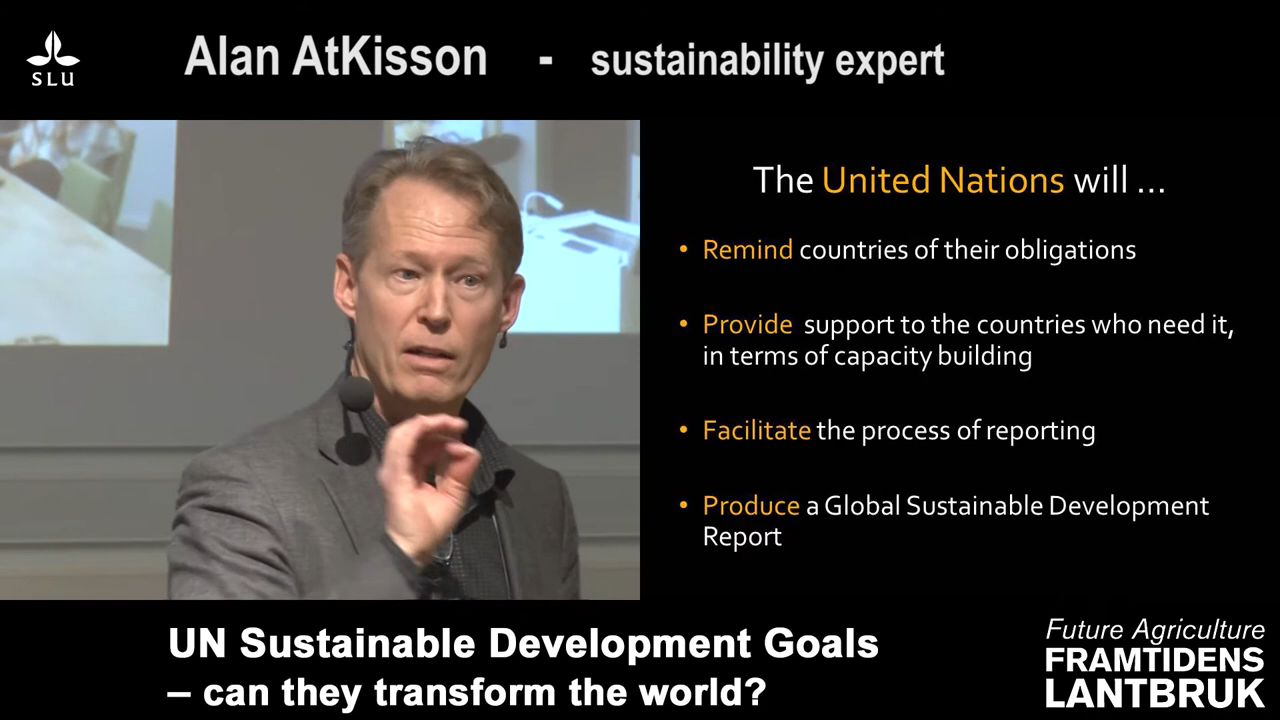 SLU
Alan AtKisson - sustainability expert
The United Nations will ...
• Remind countries of their obligations
• Provide support to the countries who need it,
in terms of capacity building
• Facilitate the process of reporting
• Produce a Global Sustainable Development
Report
UN Sustainable Development Goals
– can they transform the world?
Future Agriculture
FRAMTIDENS
LANTBRUK